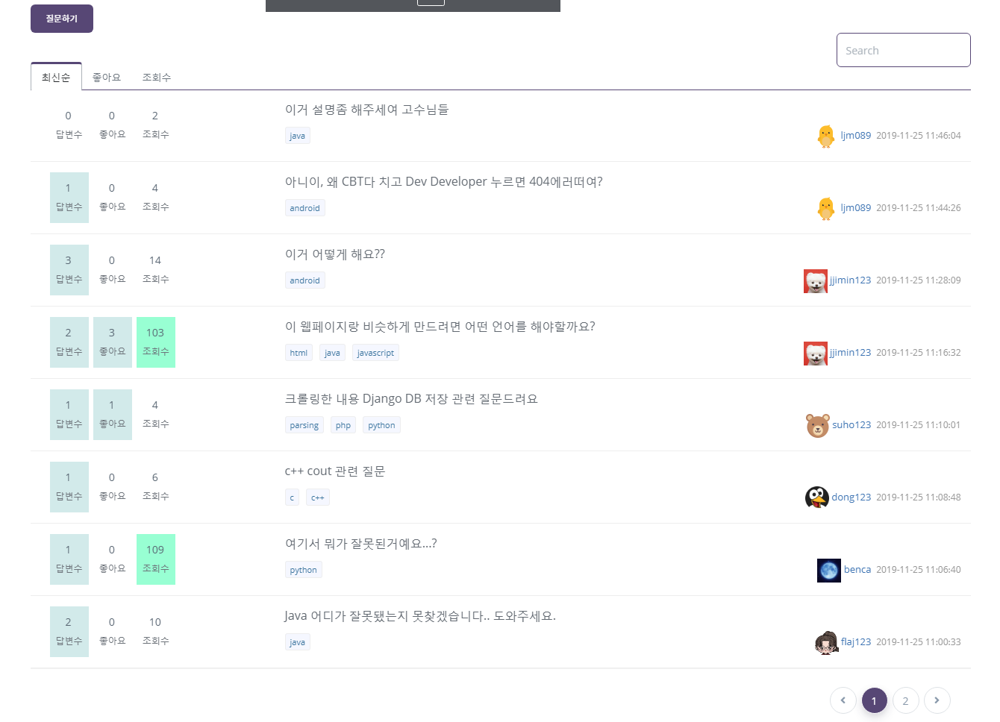 질문하기
Search
최신순 좋아요 조회수
0 0 2
답변수 좋아요 조회수
이거 설명좀 해주세여 고수님들
java
ljm089 2019-11-25 11:46:04
1 0 4
답변수 좋아요 조회수
아니이, 왜 CBT다 치고 Dev Developer 누르면 404에러떠여?
android
ljm089 2019-11-25 11:44:26
3 0 14
답변수 좋아요 조회수
이거 어떻게 해요??
android
jjimin123 2019-11-25 11:28:09
2 3 103
답변수 좋아요 조회수
이 웹페이지랑 비슷하게 만드려면 어떤 언어를 해야할까요?
html java javascript
jjimin123 2019-11-25 11:16:32
1 1 4
답변수 좋아요 조회수
크롤링한 내용 Django DB 저장 관련 질문드려요
parsing php python
suho123 2019-11-25 11:10:01
1 0 6
답변수 좋아요 조회수
c++ cout 관련 질문
c c++
dong123 2019-11-25 11:08:48
1 0 109
답변수 좋아요 조회수
여기서 뭐가 잘못된거예요...?
python
benca 2019-11-25 11:06:40
2 0 10
답변수 좋아요 조회수
Java 어디가 잘못됐는지 못찾겠습니다.. 도와주세요.
java
flaj123 2019-11-25 11:00:33
1 2